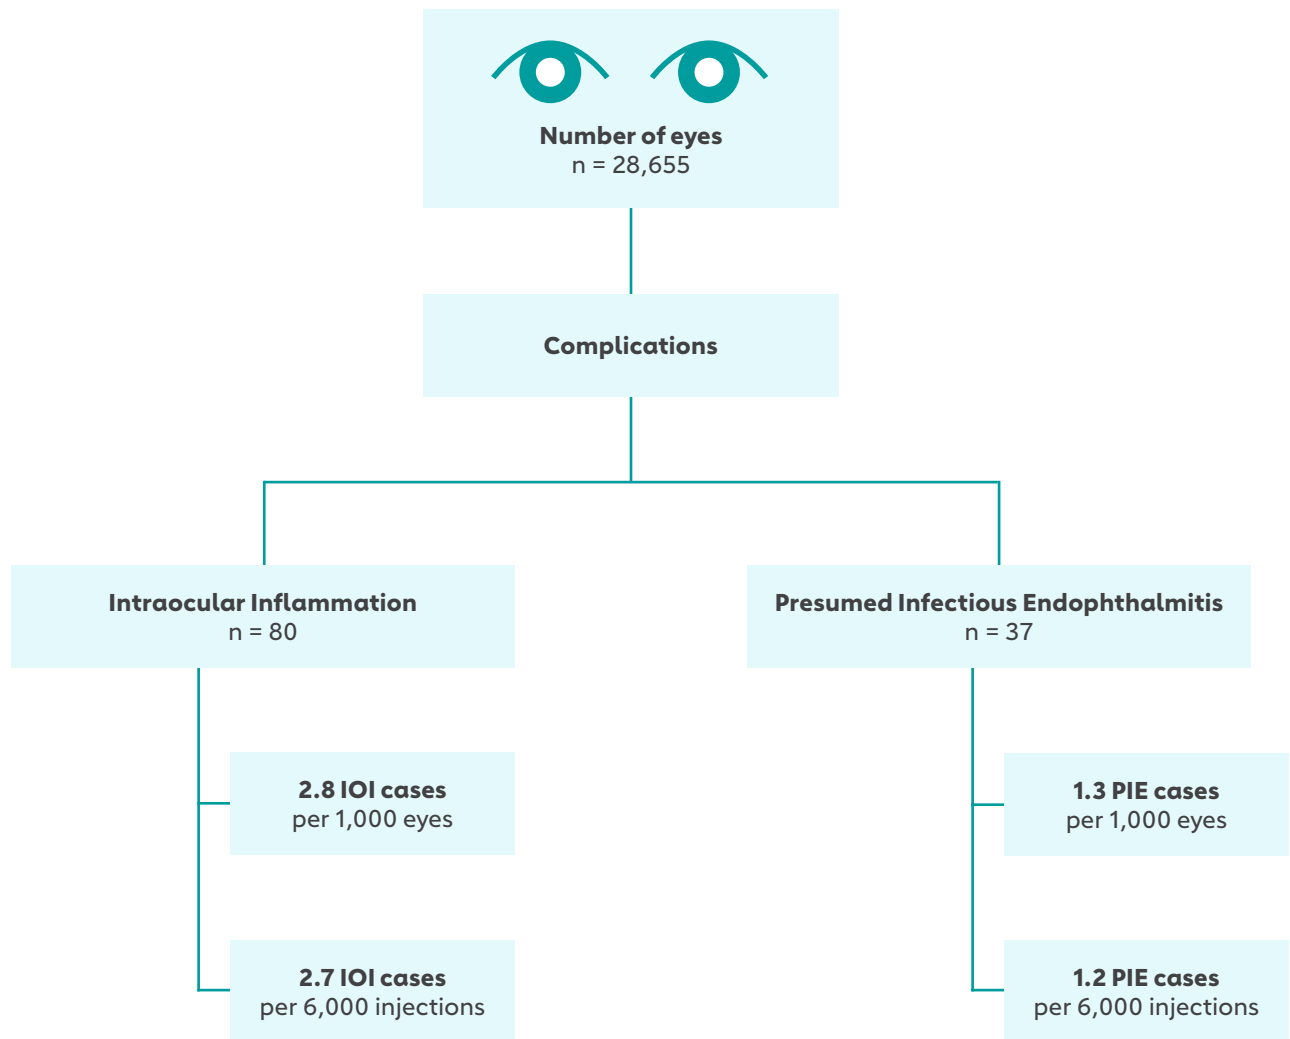 Number of eyes
n = 28,655
Complications
Intraocular Inflammation
n = 80
Presumed Infectious Endophthalmitis
n = 37
2.8 IOI cases
per 1,000 eyes
1.3 PIE cases
per 1,000 eyes
2.7 IOI cases
per 6,000 injections
1.2 PIE cases
per 6,000 injections